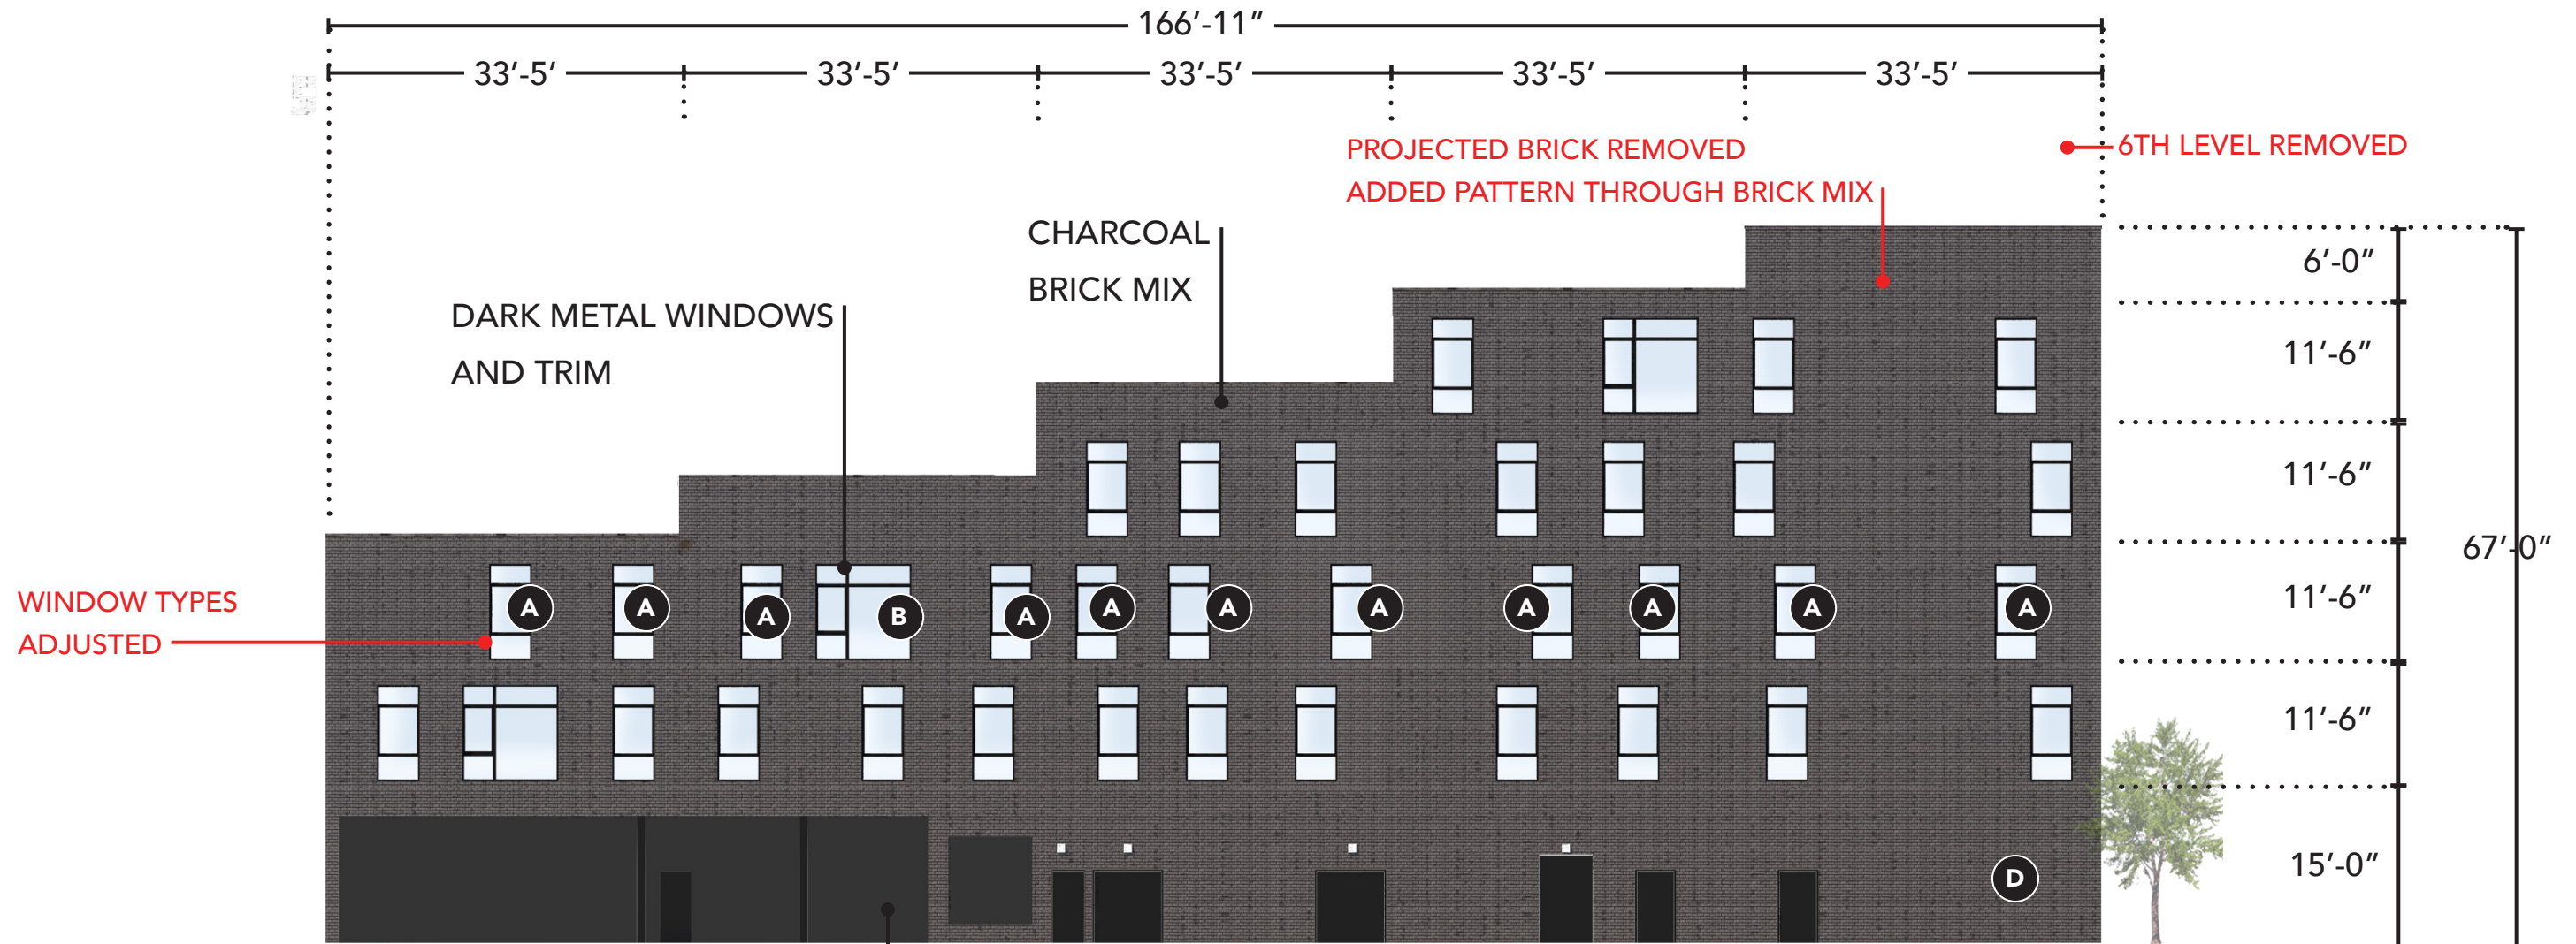 166’-11”
33’-5’ 33’-5’ 33’-5’ 33’-5’ 33’-5’
PROJECTED BRICK REMOVED
ADDED PATTERN THROUGH BRICK MIX
6TH LEVEL REMOVED
CHARCOAL
BRICK MIX
DARK METAL WINDOWS
AND TRIM
6’-0”
11’-6”
11’-6”
67’-0”
WINDOW TYPES
ADJUSTED
A A A B A A A A A A A A
11’-6”
11’-6”
15’-0”
D